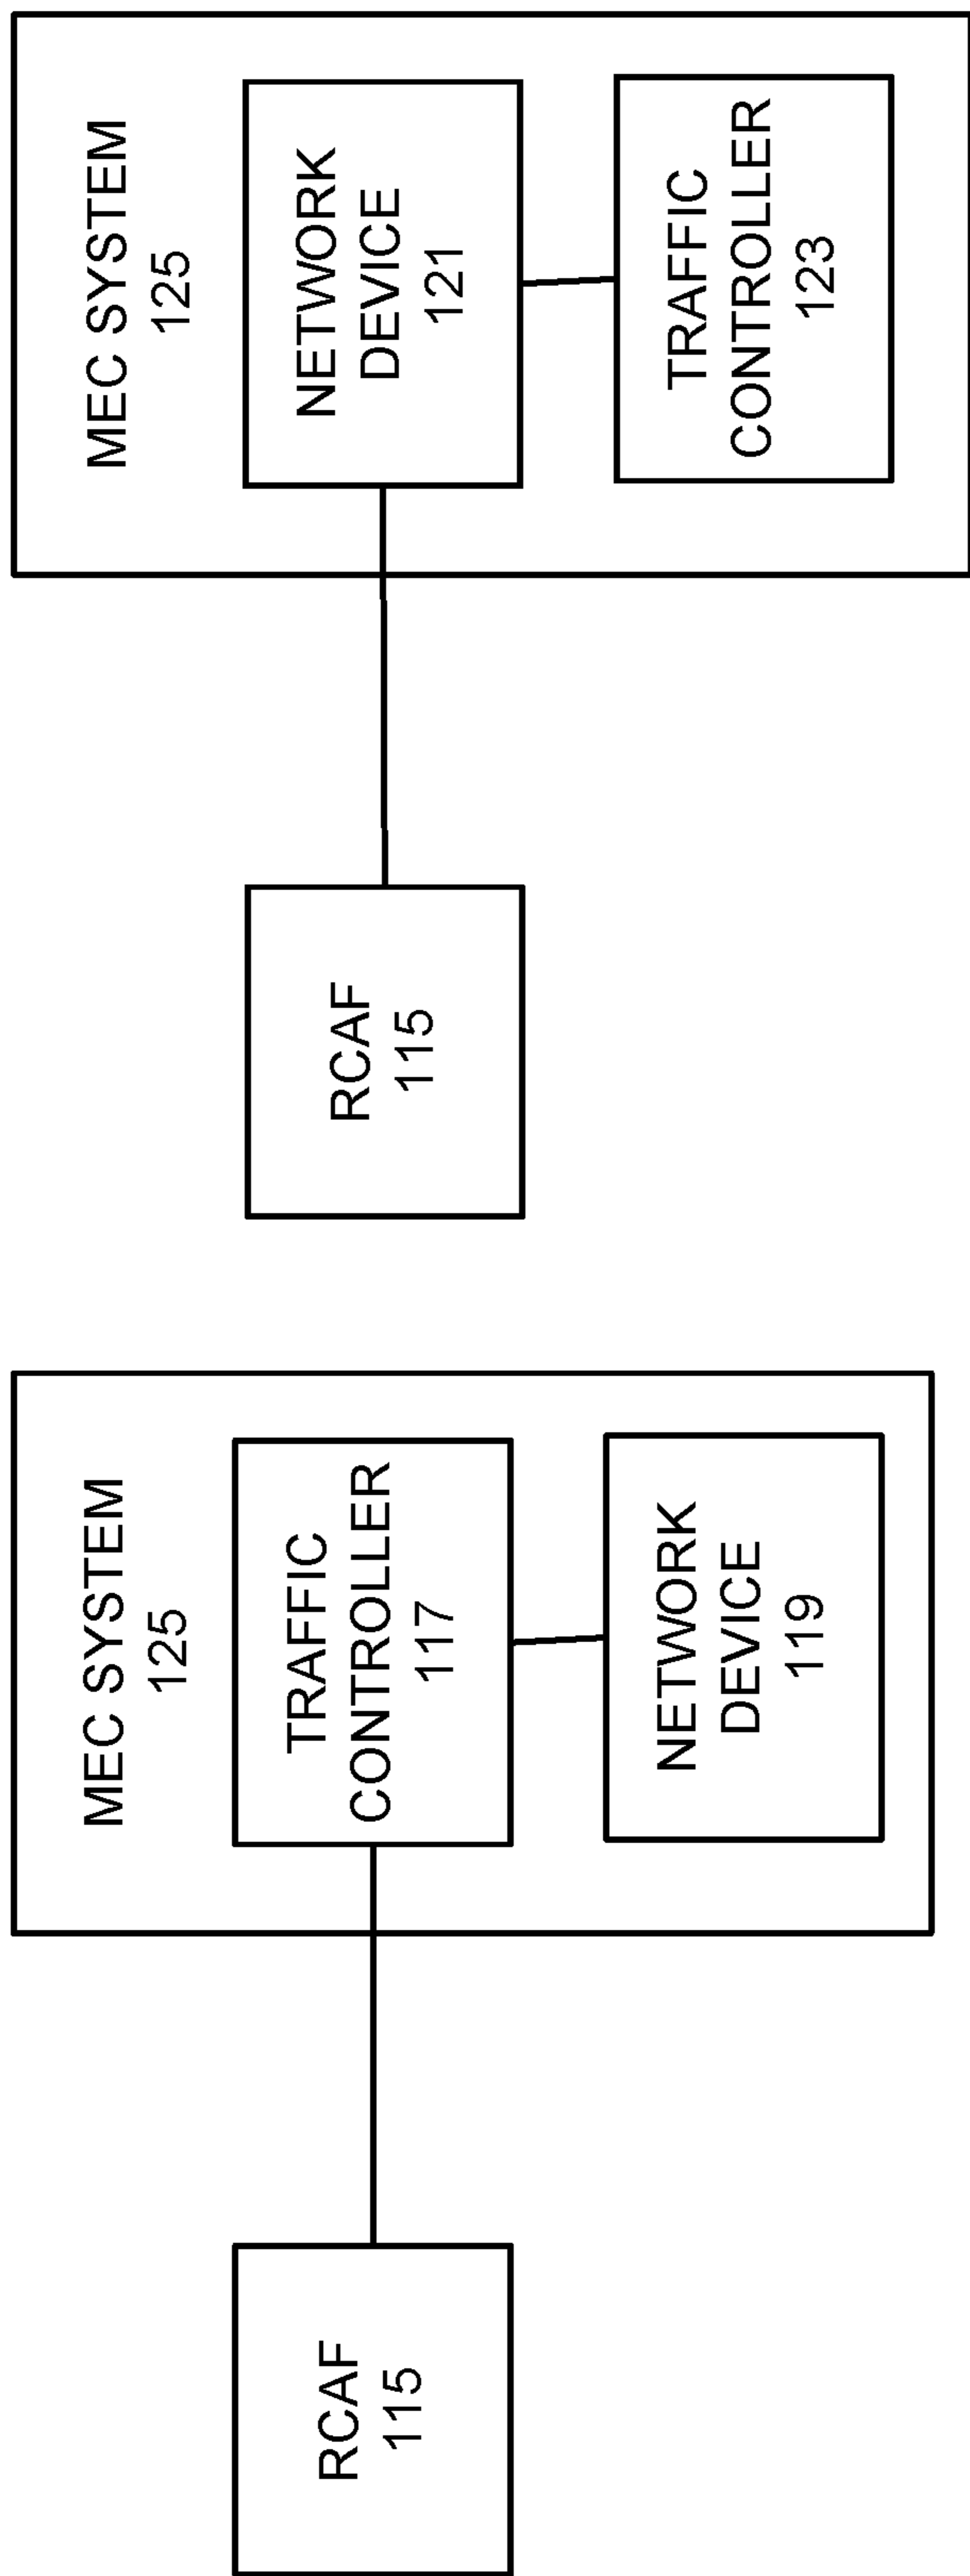 RCAF
115
MEC SYSTEM
125
TRAFFIC
CONTROLLER
117
NETWORK
DEVICE
119
RCAF
115
MEC SYSTEM
125
NETWORK
DEVICE
121
TRAFFIC
CONTROLLER
123